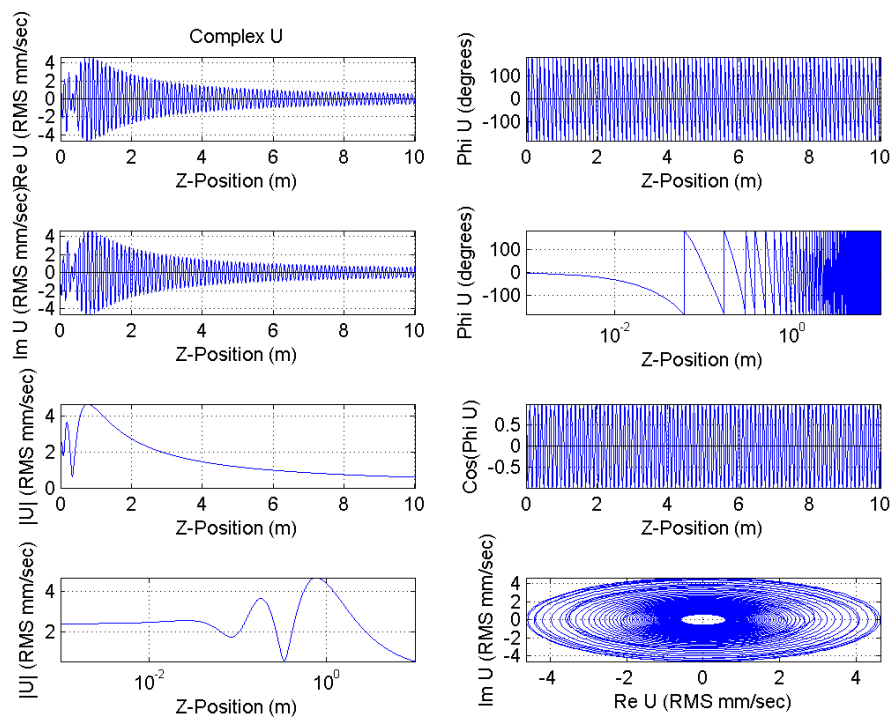 Complex U
Re U (RMS mm/sec)
4
2
0
-2
-4
0 2 4 6 8 10
Z-Position (m)
Phi U (degrees)
100
0
-100
0 2 4 6 8 10
Z-Position (m)
Im U (RMS mm/sec)
4
2
0
-2
-4
0 2 4 6 8 10
Z-Position (m)
Phi U (degrees)
100
0
-100
10^-2 10^0
Z-Position (m)
|U| (RMS mm/sec)
4
2
0
0 2 4 6 8 10
Z-Position (m)
Cos(Phi U)
0.5
0
-0.5
0 2 4 6 8 10
Z-Position (m)
|U| (RMS mm/sec)
4
2
10^-2 10^0
Z-Position (m)
Im U (RMS mm/sec)
4
2
0
-2
-4
-4 -2 0 2 4
Re U (RMS mm/sec)